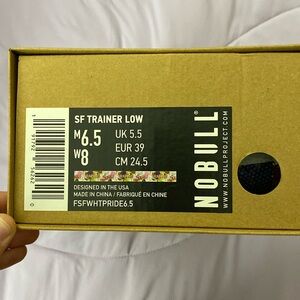 SF TRAINER LOW
M 6.5 UK 5.5
W 8 EUR 39
CM 24.5
DESIGNED IN THE USA
MADE IN CHINA / FABRIQUÉ EN CHINE
FSFWHTPRIDE6.5
NOBULL®
WWW.NOBULLPROJECT.COM